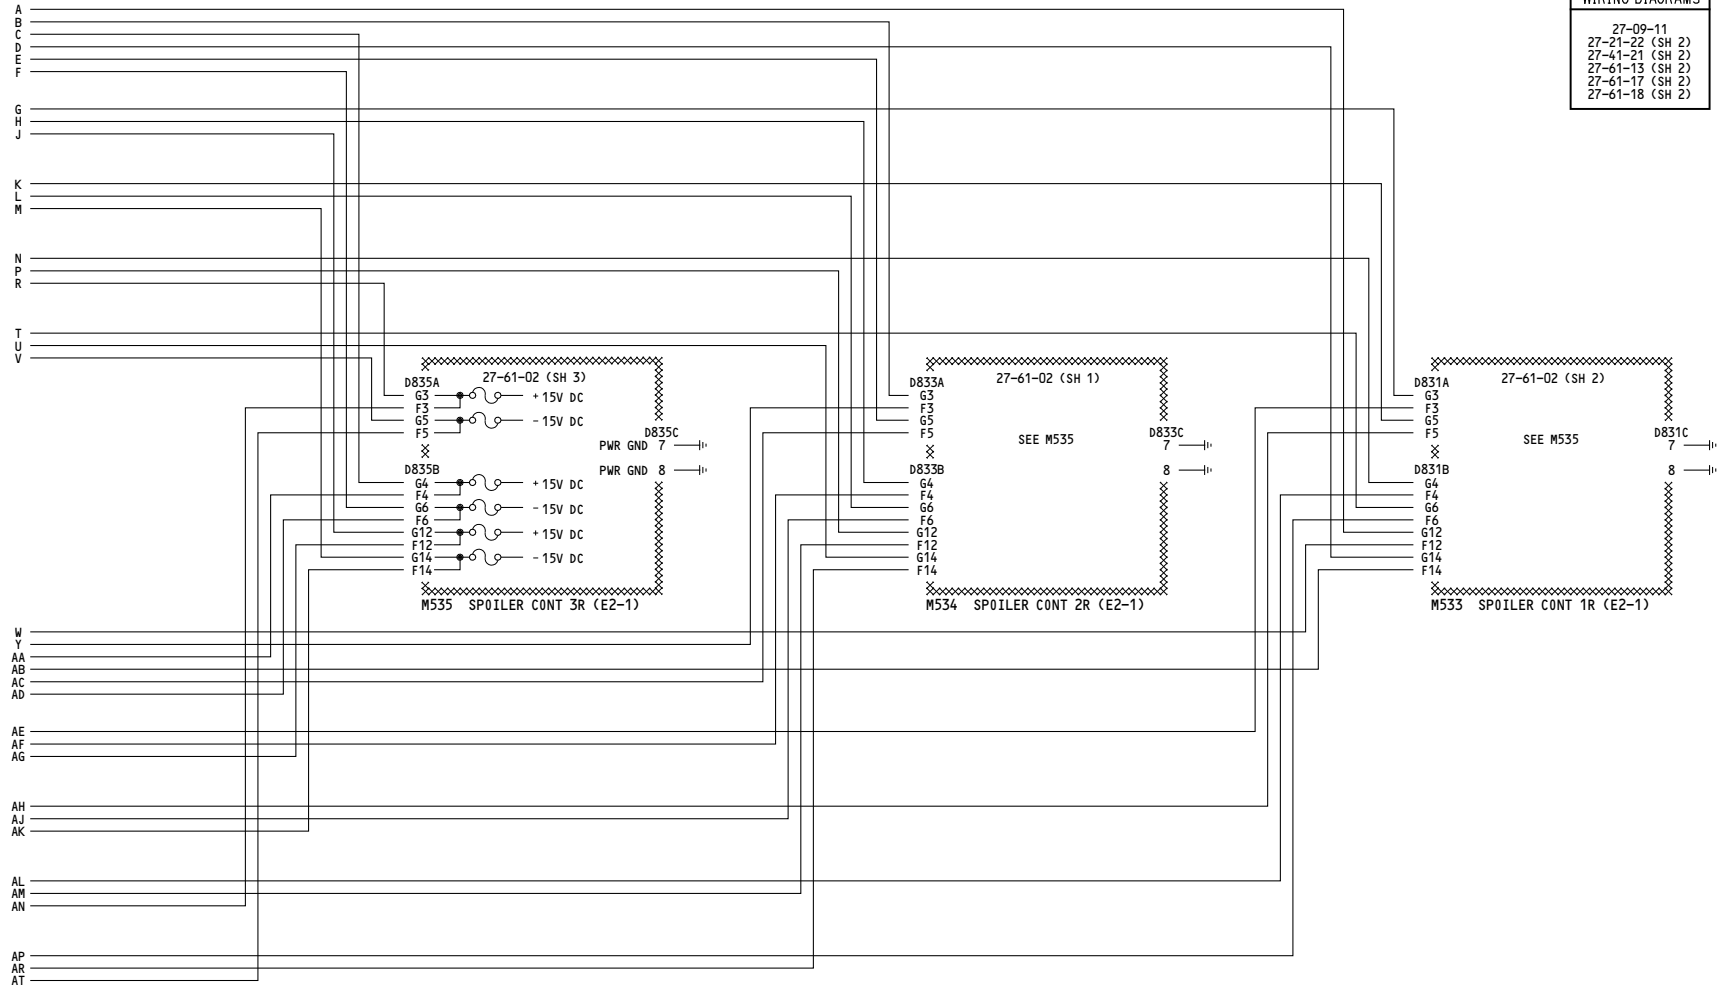 WIRING DIAGRAMS
27-09-11
27-21-22 (SH 2)
27-41-21 (SH 2)
27-61-13 (SH 2)
27-61-17 (SH 2)
27-61-18 (SH 2)
A
B
C
D
E
F
G
H
J
K
L
M
N
P
R
T
U
V
D835A
27-61-02 (SH 3)
G3 +15V DC
F3
G5 -15V DC
F5
D835C
PWR GND 7
PWR GND 8
D835B
G4 +15V DC
F4
G6 -15V DC
F6
G12 +15V DC
F12
G14 -15V DC
F14
M535 SPOILER CONT 3R (E2-1)
D833A
27-61-02 (SH 1)
G3
F3
G5
F5
SEE M535
D833C
7
8
D833B
G4
F4
G6
F6
G12
F12
G14
F14
M534 SPOILER CONT 2R (E2-1)
D831A
27-61-02 (SH 2)
G3
F3
G5
F5
SEE M535
D831C
7
8
D831B
G4
F4
G6
F6
G12
F12
G14
F14
M533 SPOILER CONT 1R (E2-1)
W
Y
AA
AB
AC
AD
AE
AF
AG
AH
AJ
AK
AL
AM
AN
AP
AR
AT